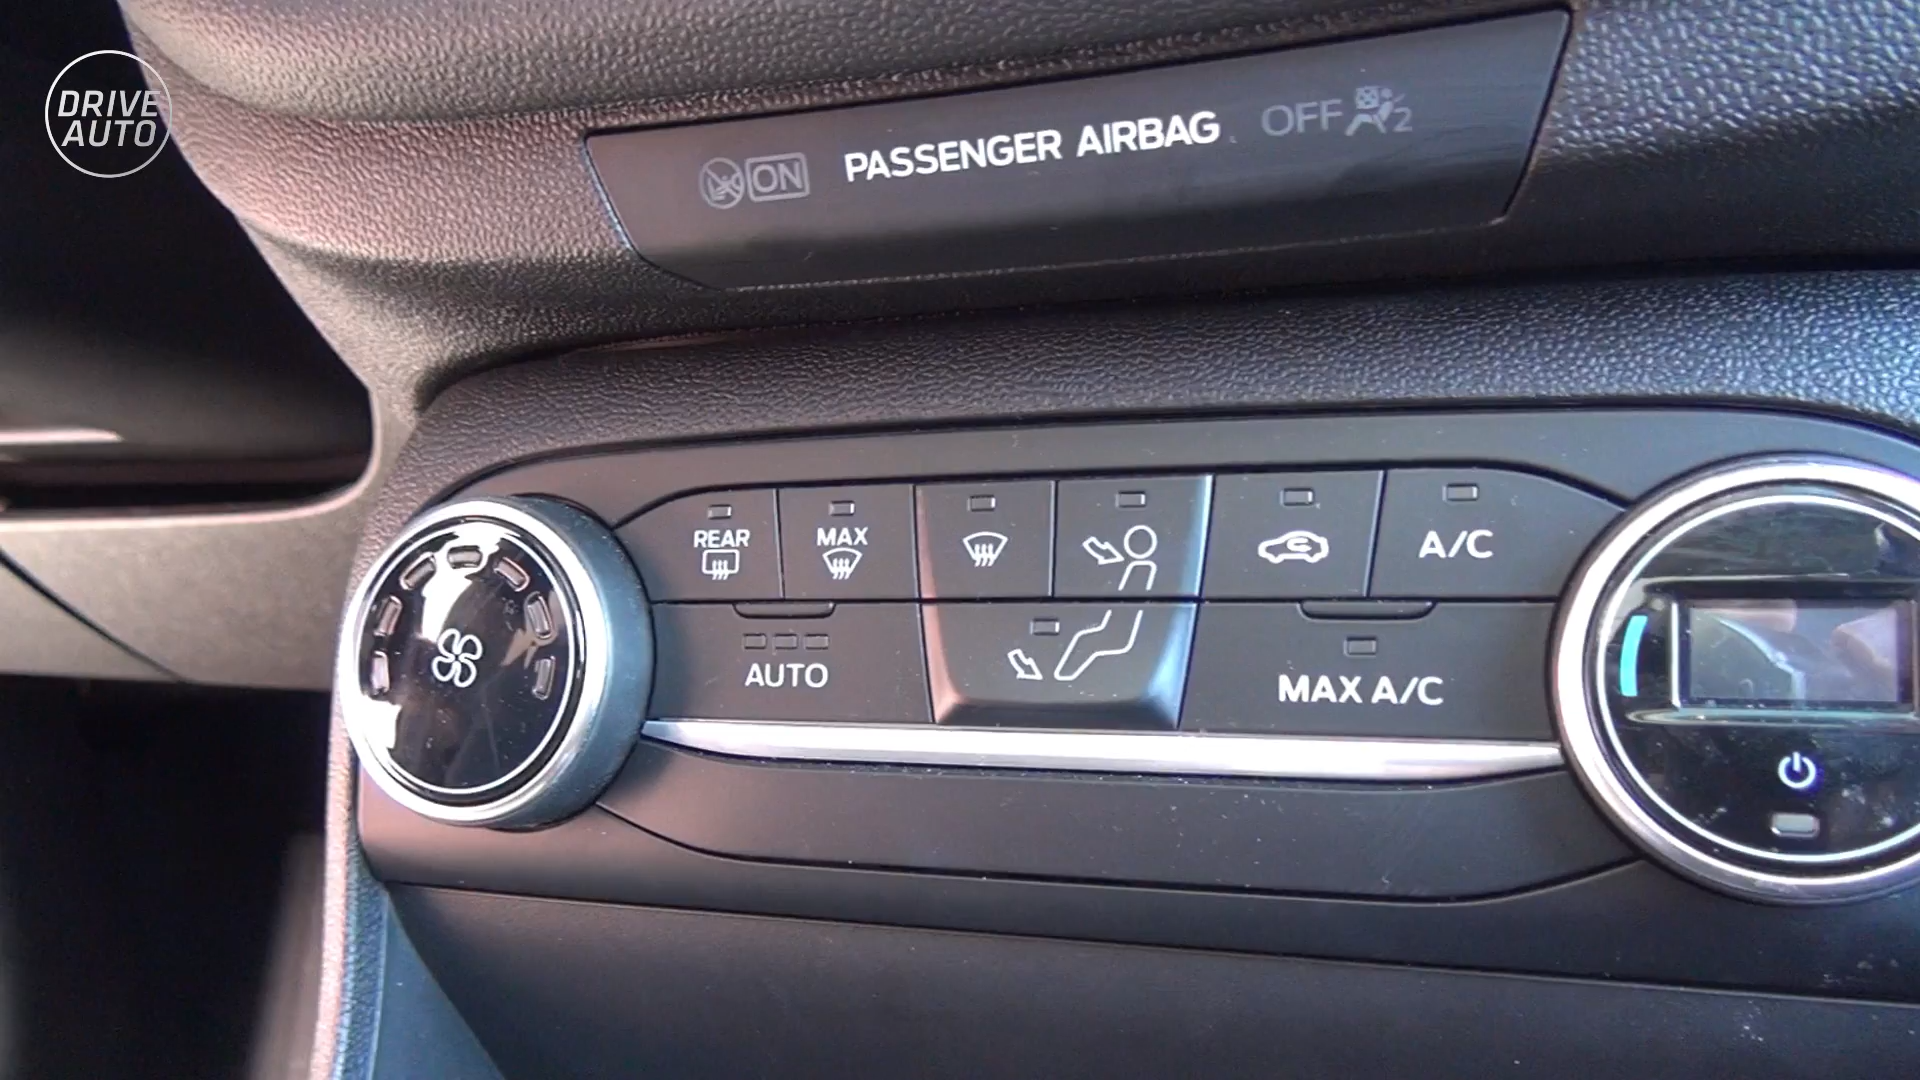 DRIVE
AUTO
ON PASSENGER AIRBAG OFF 2
REAR MAX A/C
AUTO MAX A/C